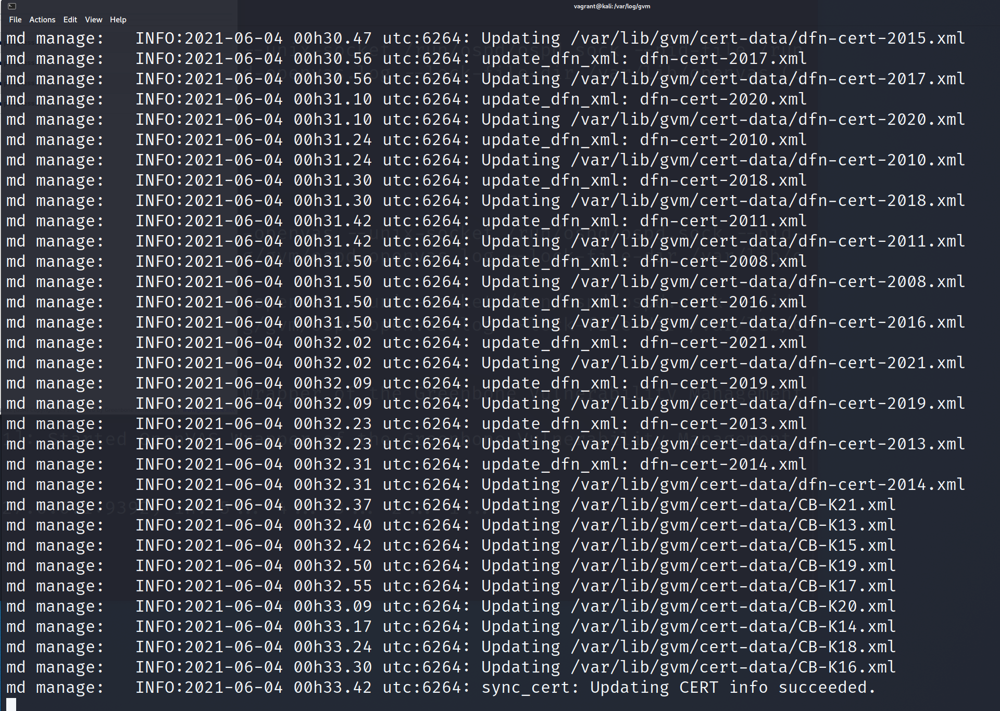 vagrant@kali: /var/log/gvm
File Actions Edit View Help
md manage:   INFO:2021-06-04 00h30.47 utc:6264: Updating /var/lib/gvm/cert-data/dfn-cert-2015.xml
md manage:   INFO:2021-06-04 00h30.56 utc:6264: update_dfn_xml: dfn-cert-2017.xml
md manage:   INFO:2021-06-04 00h30.56 utc:6264: Updating /var/lib/gvm/cert-data/dfn-cert-2017.xml
md manage:   INFO:2021-06-04 00h31.10 utc:6264: update_dfn_xml: dfn-cert-2020.xml
md manage:   INFO:2021-06-04 00h31.10 utc:6264: Updating /var/lib/gvm/cert-data/dfn-cert-2020.xml
md manage:   INFO:2021-06-04 00h31.24 utc:6264: update_dfn_xml: dfn-cert-2010.xml
md manage:   INFO:2021-06-04 00h31.24 utc:6264: Updating /var/lib/gvm/cert-data/dfn-cert-2010.xml
md manage:   INFO:2021-06-04 00h31.30 utc:6264: update_dfn_xml: dfn-cert-2018.xml
md manage:   INFO:2021-06-04 00h31.30 utc:6264: Updating /var/lib/gvm/cert-data/dfn-cert-2018.xml
md manage:   INFO:2021-06-04 00h31.42 utc:6264: update_dfn_xml: dfn-cert-2011.xml
md manage:   INFO:2021-06-04 00h31.42 utc:6264: Updating /var/lib/gvm/cert-data/dfn-cert-2011.xml
md manage:   INFO:2021-06-04 00h31.50 utc:6264: update_dfn_xml: dfn-cert-2008.xml
md manage:   INFO:2021-06-04 00h31.50 utc:6264: Updating /var/lib/gvm/cert-data/dfn-cert-2008.xml
md manage:   INFO:2021-06-04 00h31.50 utc:6264: update_dfn_xml: dfn-cert-2016.xml
md manage:   INFO:2021-06-04 00h31.50 utc:6264: Updating /var/lib/gvm/cert-data/dfn-cert-2016.xml
md manage:   INFO:2021-06-04 00h32.02 utc:6264: update_dfn_xml: dfn-cert-2021.xml
md manage:   INFO:2021-06-04 00h32.02 utc:6264: Updating /var/lib/gvm/cert-data/dfn-cert-2021.xml
md manage:   INFO:2021-06-04 00h32.09 utc:6264: update_dfn_xml: dfn-cert-2019.xml
md manage:   INFO:2021-06-04 00h32.09 utc:6264: Updating /var/lib/gvm/cert-data/dfn-cert-2019.xml
md manage:   INFO:2021-06-04 00h32.23 utc:6264: update_dfn_xml: dfn-cert-2013.xml
md manage:   INFO:2021-06-04 00h32.23 utc:6264: Updating /var/lib/gvm/cert-data/dfn-cert-2013.xml
md manage:   INFO:2021-06-04 00h32.31 utc:6264: update_dfn_xml: dfn-cert-2014.xml
md manage:   INFO:2021-06-04 00h32.31 utc:6264: Updating /var/lib/gvm/cert-data/dfn-cert-2014.xml
md manage:   INFO:2021-06-04 00h32.37 utc:6264: Updating /var/lib/gvm/cert-data/CB-K21.xml
md manage:   INFO:2021-06-04 00h32.40 utc:6264: Updating /var/lib/gvm/cert-data/CB-K13.xml
md manage:   INFO:2021-06-04 00h32.42 utc:6264: Updating /var/lib/gvm/cert-data/CB-K15.xml
md manage:   INFO:2021-06-04 00h32.50 utc:6264: Updating /var/lib/gvm/cert-data/CB-K19.xml
md manage:   INFO:2021-06-04 00h32.55 utc:6264: Updating /var/lib/gvm/cert-data/CB-K17.xml
md manage:   INFO:2021-06-04 00h33.09 utc:6264: Updating /var/lib/gvm/cert-data/CB-K20.xml
md manage:   INFO:2021-06-04 00h33.17 utc:6264: Updating /var/lib/gvm/cert-data/CB-K14.xml
md manage:   INFO:2021-06-04 00h33.24 utc:6264: Updating /var/lib/gvm/cert-data/CB-K18.xml
md manage:   INFO:2021-06-04 00h33.30 utc:6264: Updating /var/lib/gvm/cert-data/CB-K16.xml
md manage:   INFO:2021-06-04 00h33.42 utc:6264: sync_cert: Updating CERT info succeeded.